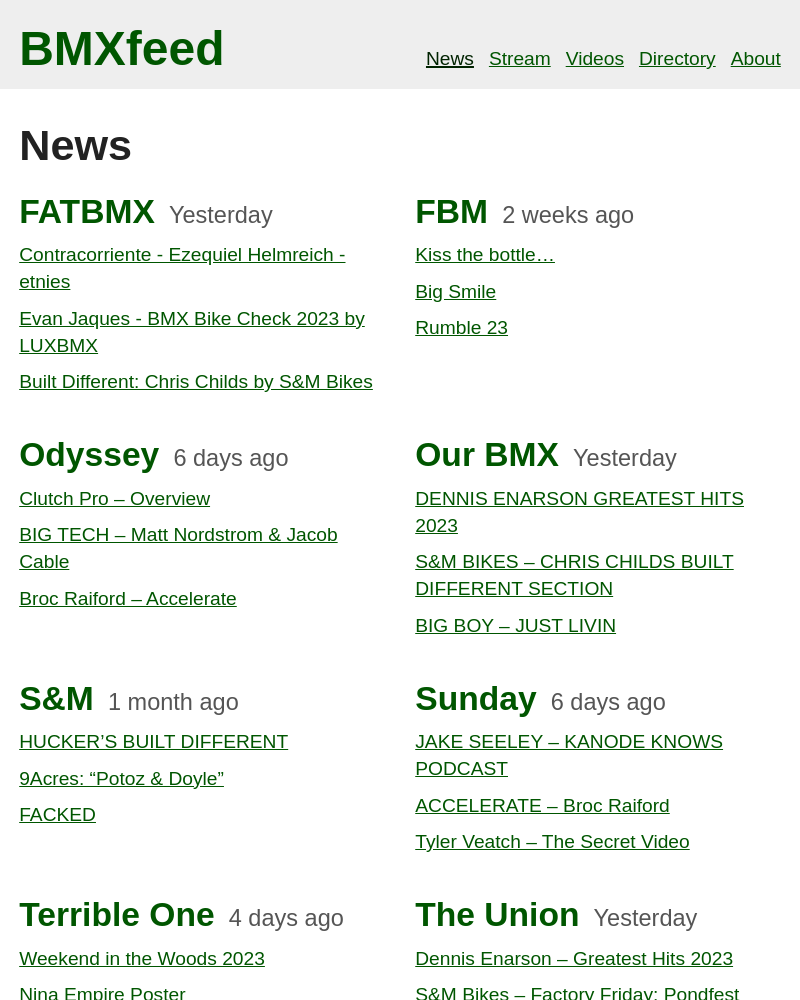 BMXfeed
News Stream Videos Directory About
News
FATBMX Yesterday
Contracorriente - Ezequiel Helmreich -
etnies
Evan Jaques - BMX Bike Check 2023 by
LUXBMX
Built Different: Chris Childs by S&M Bikes
FBM 2 weeks ago
Kiss the bottle…
Big Smile
Rumble 23
Odyssey 6 days ago
Clutch Pro – Overview
BIG TECH – Matt Nordstrom & Jacob
Cable
Broc Raiford – Accelerate
Our BMX Yesterday
DENNIS ENARSON GREATEST HITS
2023
S&M BIKES – CHRIS CHILDS BUILT
DIFFERENT SECTION
BIG BOY – JUST LIVIN
S&M 1 month ago
HUCKER’S BUILT DIFFERENT
9Acres: “Potoz & Doyle”
FACKED
Sunday 6 days ago
JAKE SEELEY – KANODE KNOWS
PODCAST
ACCELERATE – Broc Raiford
Tyler Veatch – The Secret Video
Terrible One 4 days ago
Weekend in the Woods 2023
Nina Empire Poster
The Union Yesterday
Dennis Enarson – Greatest Hits 2023
S&M Bikes – Factory Friday: Pondfest